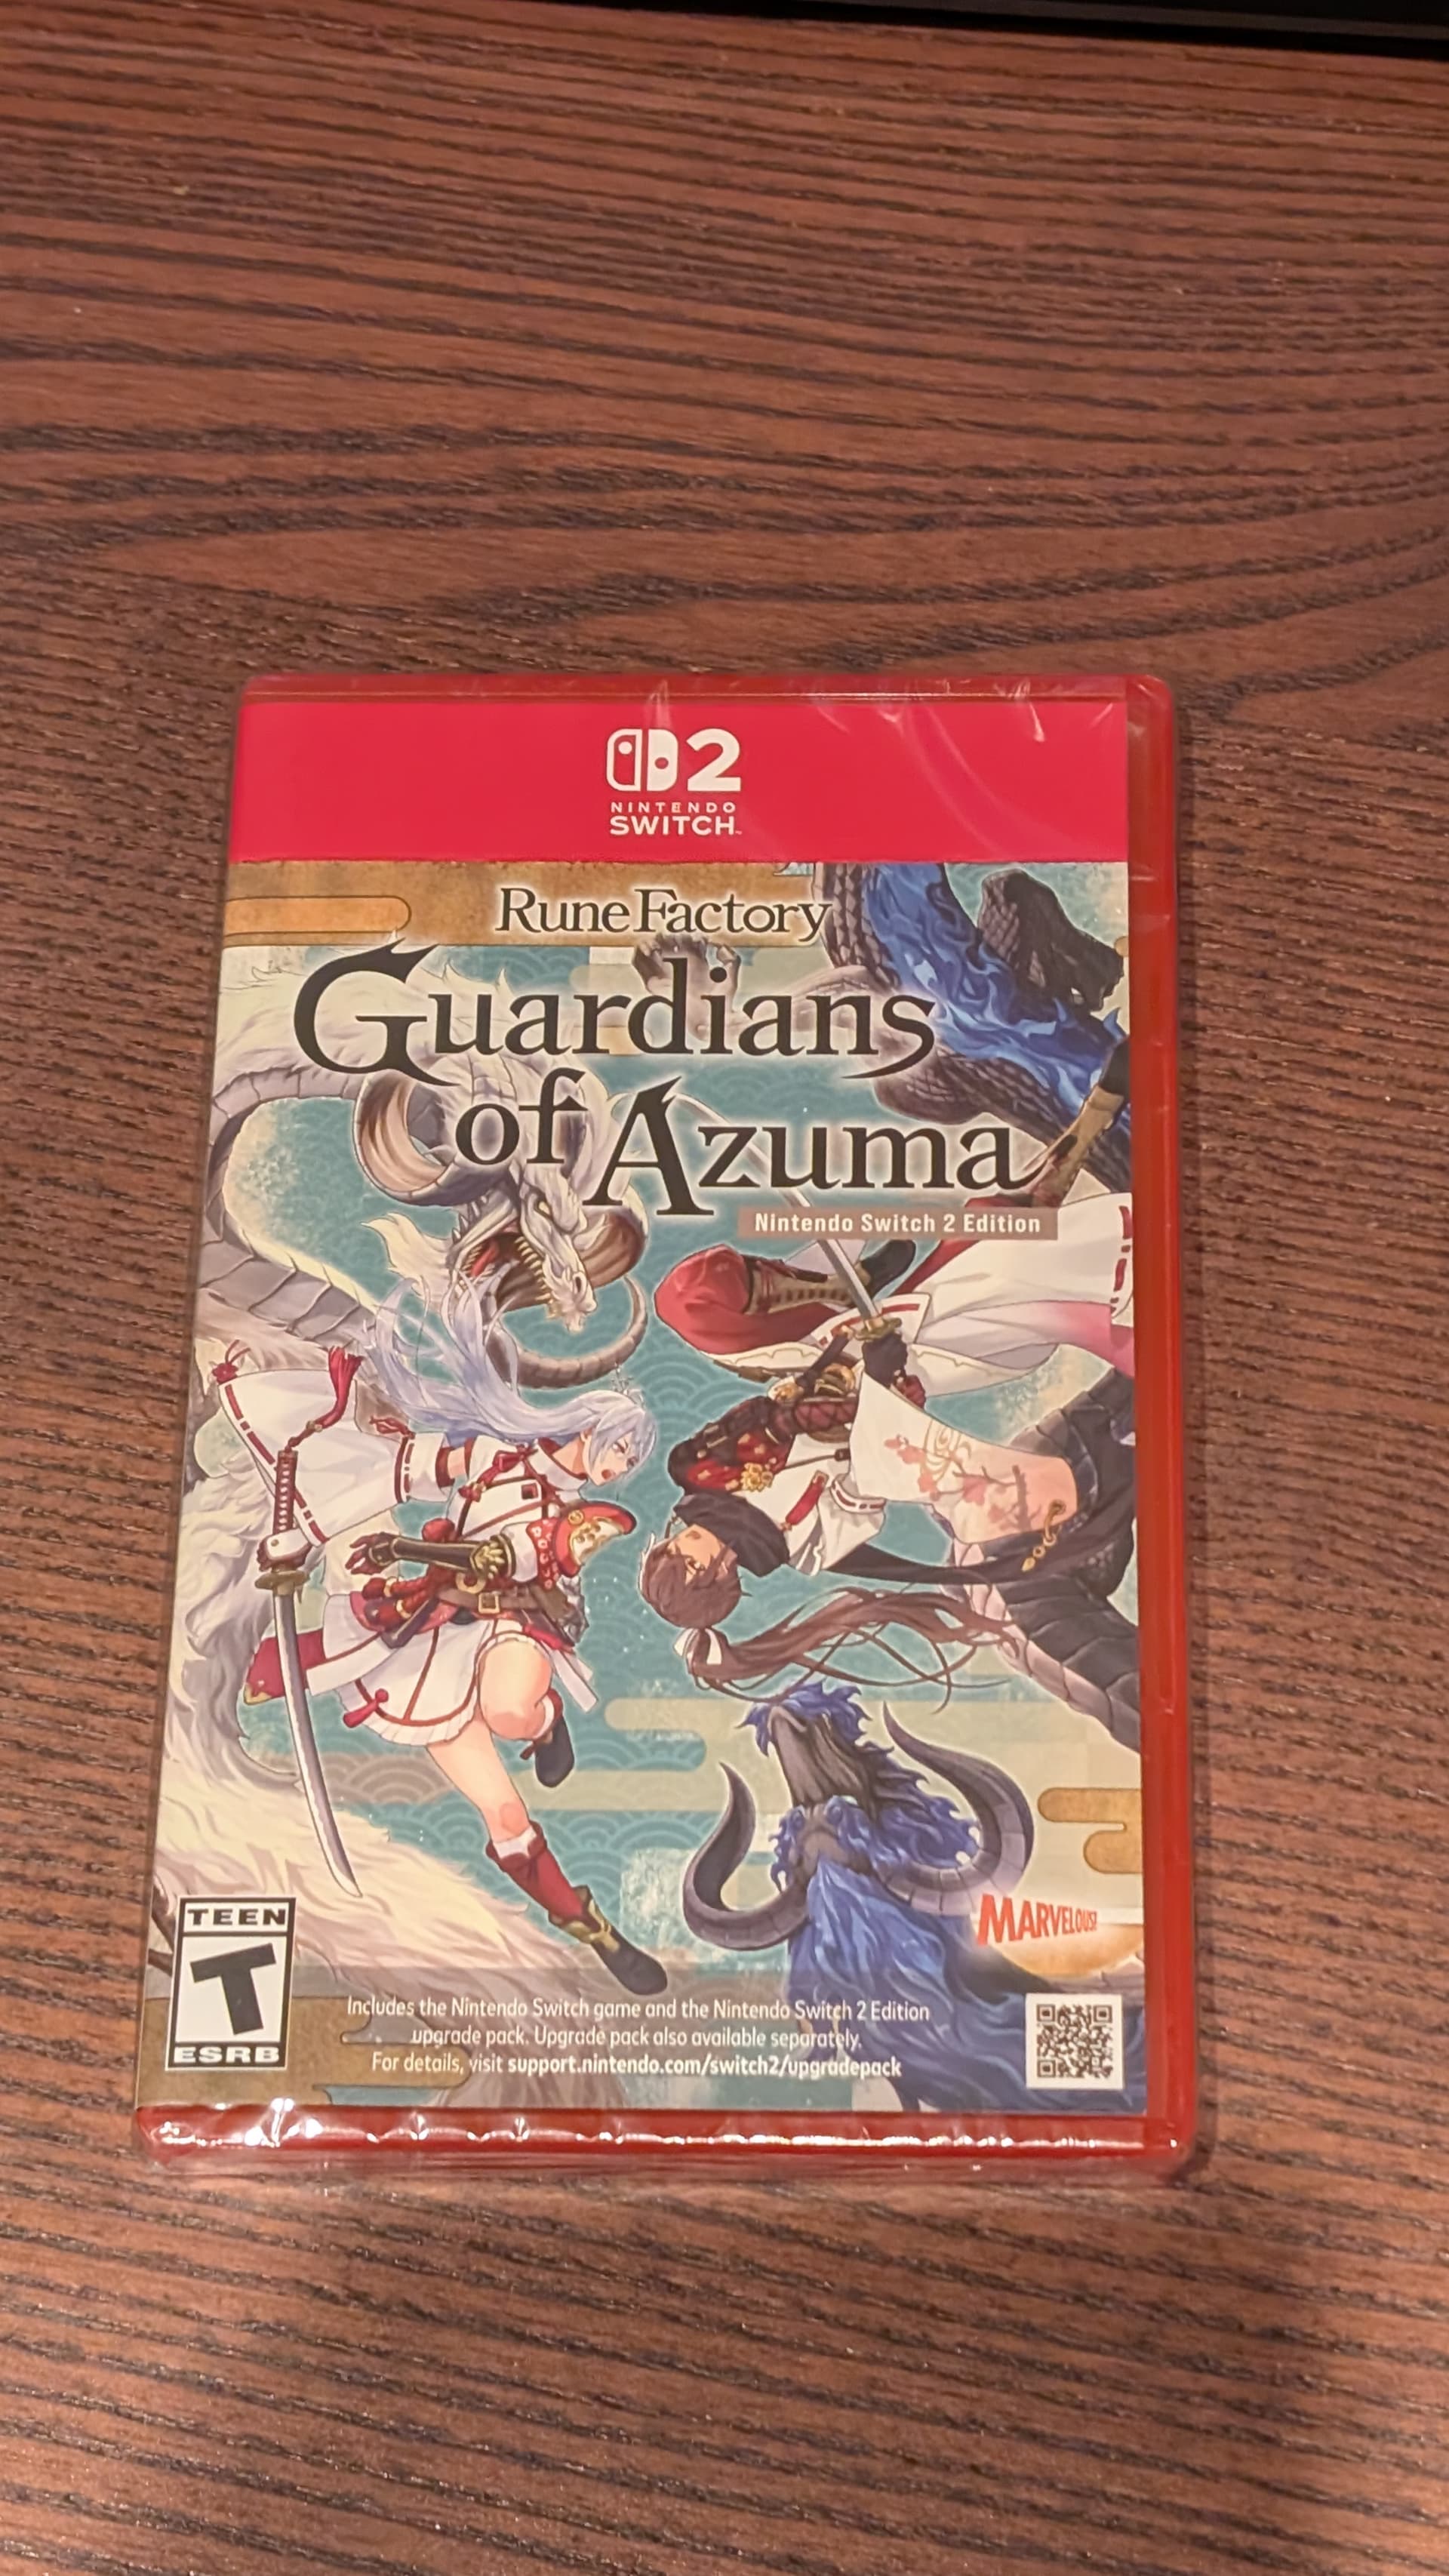 2
NINTENDO
SWITCH™
Rune Factory
Guardians
of Azuma
Nintendo Switch 2 Edition
MARVELOUS!
TEEN
T
ESRB
Includes the Nintendo Switch game and the Nintendo Switch 2 Edition
upgrade pack. Upgrade pack also available separately.
For details, visit support.nintendo.com/switch2/upgradepack